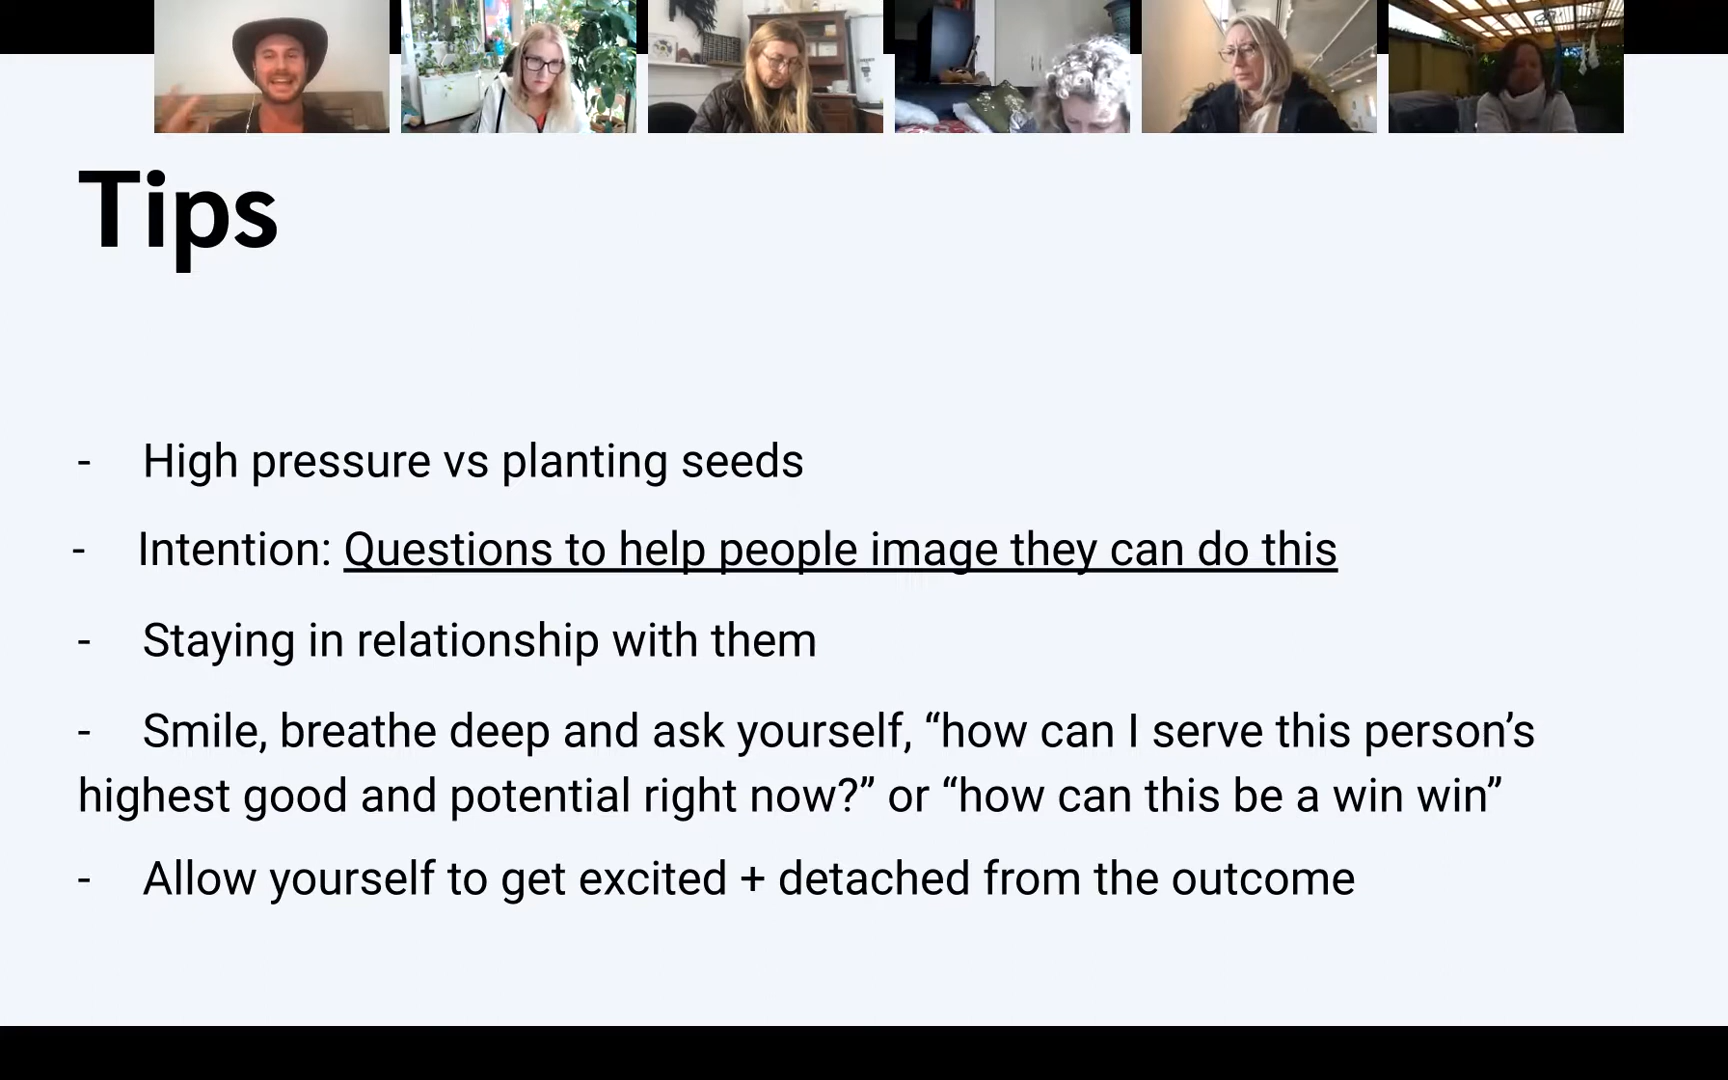 Tips
- High pressure vs planting seeds
- Intention: Questions to help people image they can do this
- Staying in relationship with them
- Smile, breathe deep and ask yourself, “how can I serve this person’s
highest good and potential right now?” or “how can this be a win win”
- Allow yourself to get excited + detached from the outcome